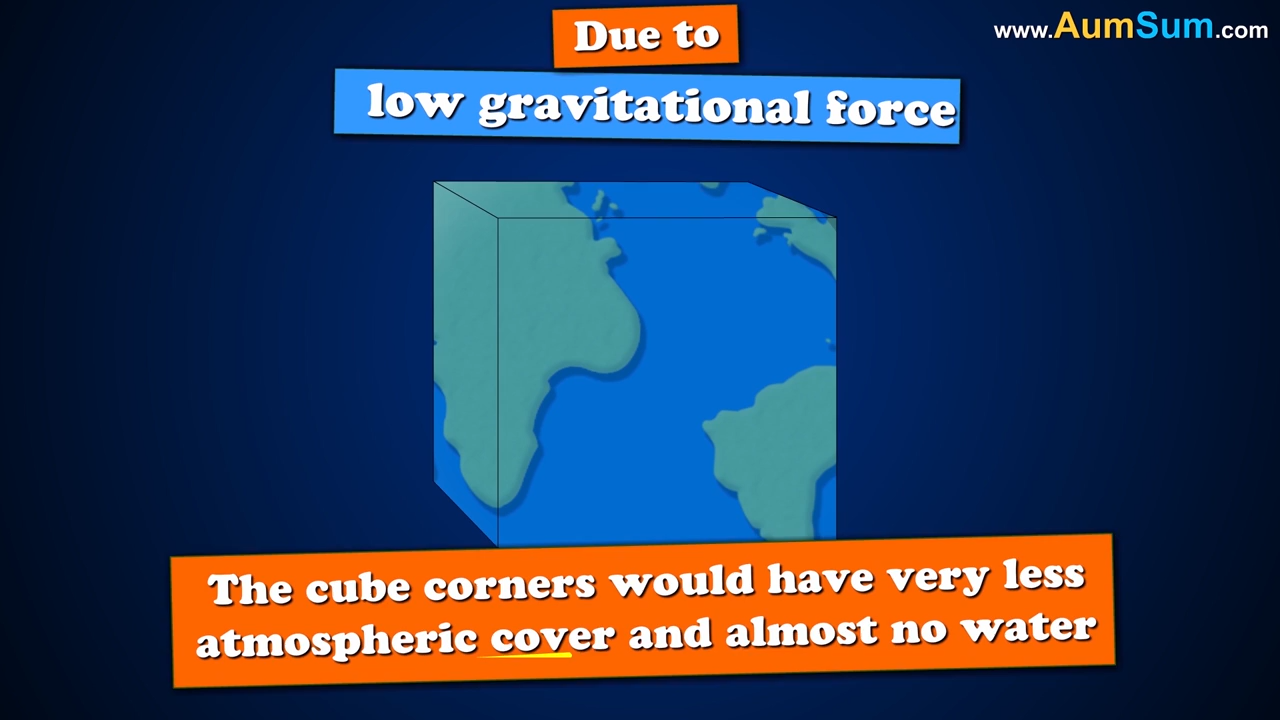 Due to
www.AumSum.com
low gravitational force
The cube corners would have very less
atmospheric cover and almost no water